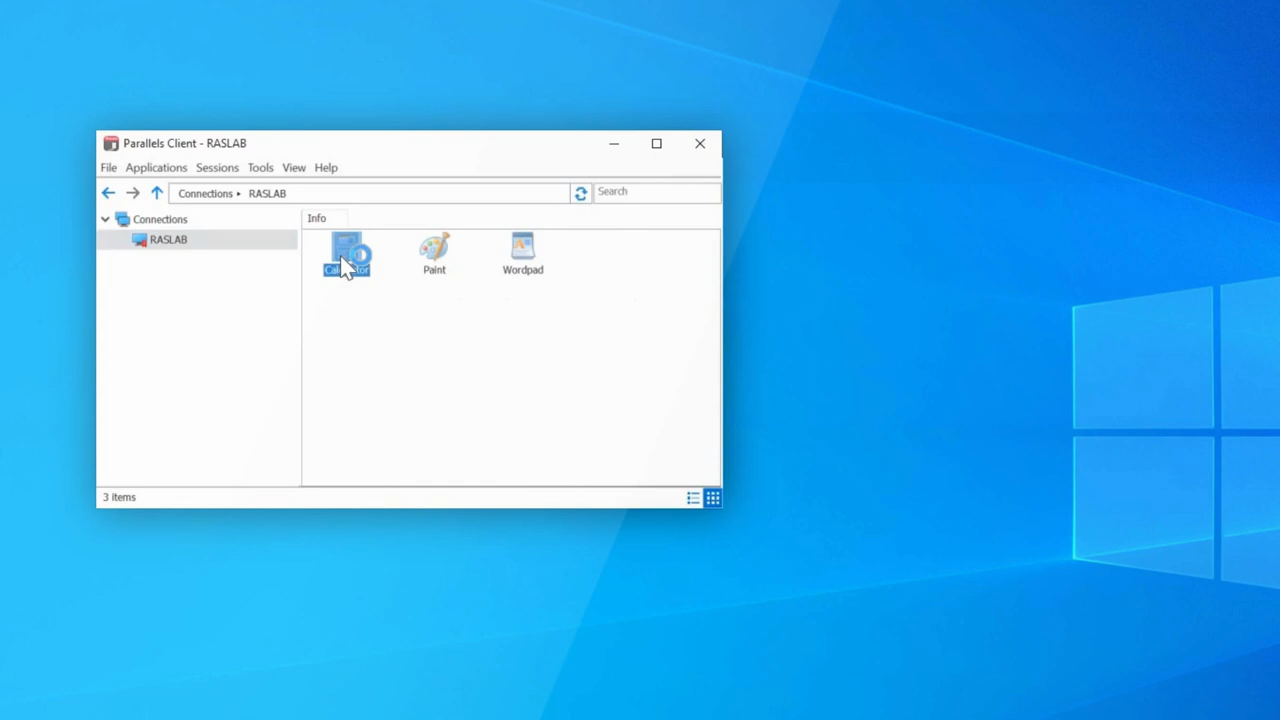 Parallels Client - RASLAB
File Applications Sessions Tools View Help
Connections RASLAB
Search
Connections
Info
RASLAB
Paint
Wordpad
3 items